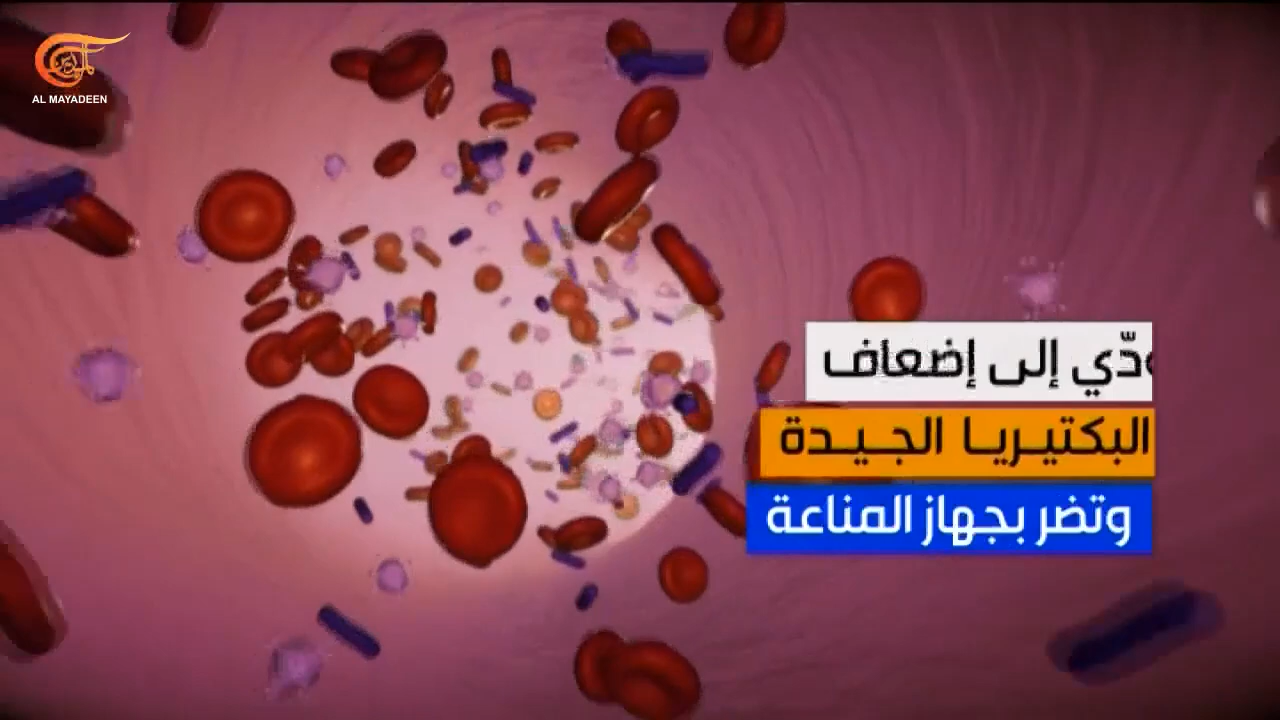 AL MAYADEEN
إلى إضعاف
البكتيريا الجيدة
وتضر بجهاز المناعة